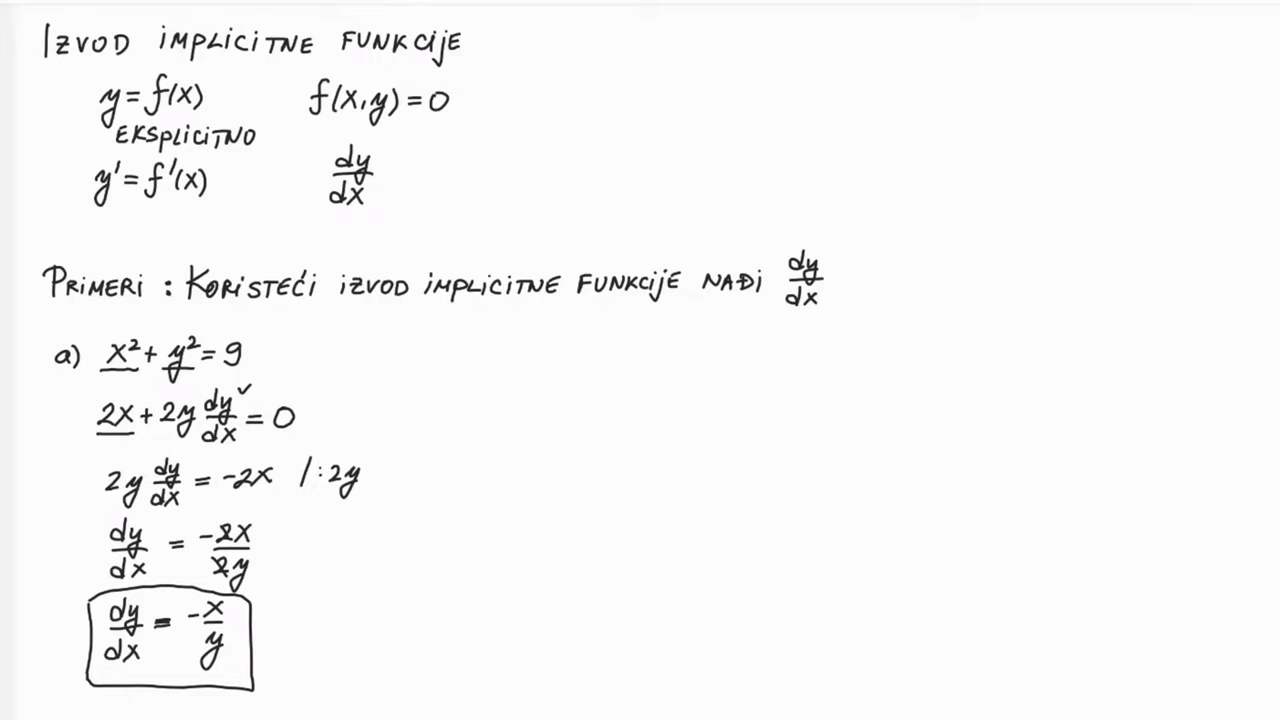 IZVOD IMPLICITNE FUNKCIJE
y = f(x)    f(x,y) = 0
EKSPLICITNO
y' = f'(x)    dy/dx
PRIMERI : KORISTEĆI IZVOD IMPLICITNE FUNKCIJE NAĐI dy/dx
a) x² + y² = 9
2x + 2y dy/dx ✓ = 0
2y dy/dx = -2x /:2y
dy/dx = -2x/2y
dy/dx = -x/y